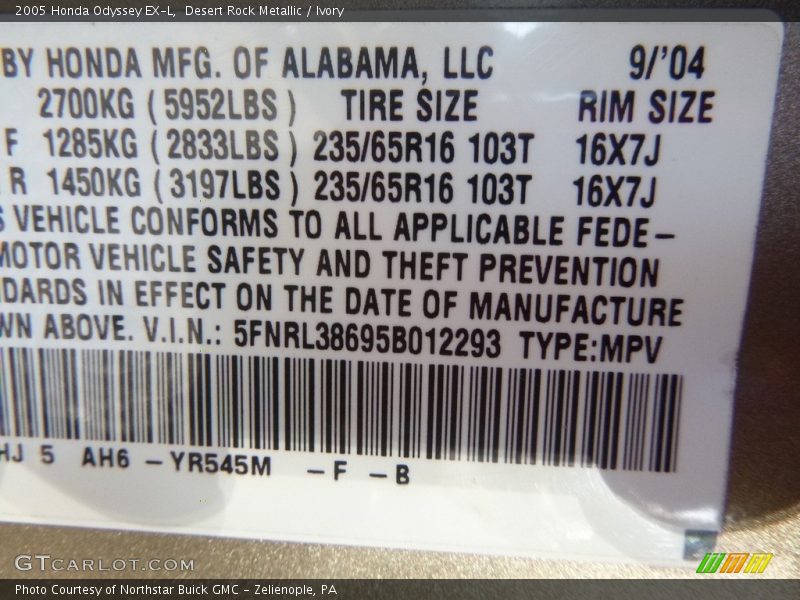 2005 Honda Odyssey EX-L, Desert Rock Metallic / Ivory
BY HONDA MFG. OF ALABAMA, LLC 9/'04
2700KG ( 5952LBS ) TIRE SIZE RIM SIZE
F 1285KG ( 2833LBS ) 235/65R16 103T 16X7J
R 1450KG ( 3197LBS ) 235/65R16 103T 16X7J
S VEHICLE CONFORMS TO ALL APPLICABLE FEDE-
MOTOR VEHICLE SAFETY AND THEFT PREVENTION
DARDS IN EFFECT ON THE DATE OF MANUFACTURE
WN ABOVE. V.I.N.: 5FNRL38695B012293 TYPE:MPV
HJ 5 AH6 -YR545M -F -B
GTCARLOT.COM
Photo Courtesy of Northstar Buick GMC - Zelienople, PA